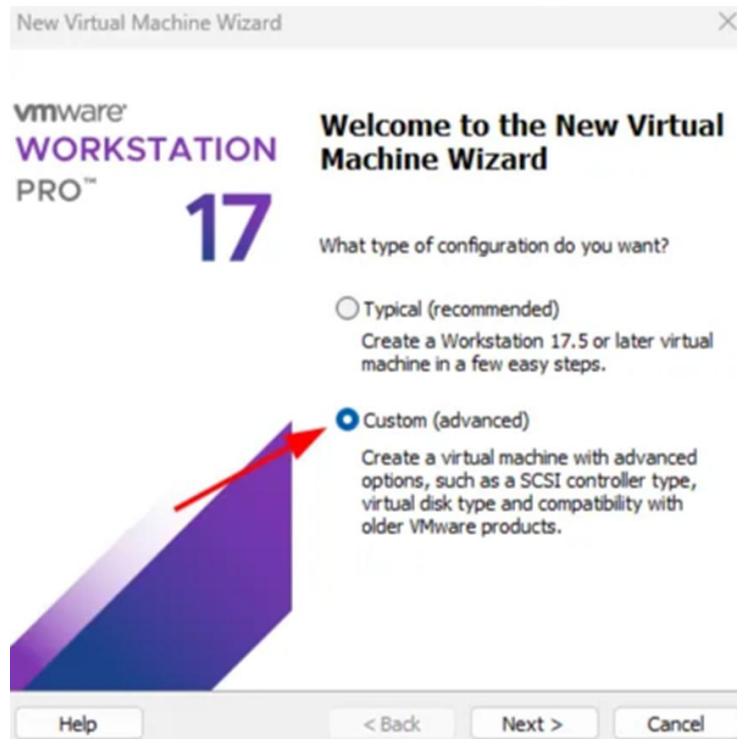 New Virtual Machine Wizard
vmware®
WORKSTATION
PRO™
17
Welcome to the New Virtual
Machine Wizard
What type of configuration do you want?
Typical (recommended)
Create a Workstation 17.5 or later virtual
machine in a few easy steps.
Custom (advanced)
Create a virtual machine with advanced
options, such as a SCSI controller type,
virtual disk type and compatibility with
older VMware products.
Help
< Back
Next >
Cancel